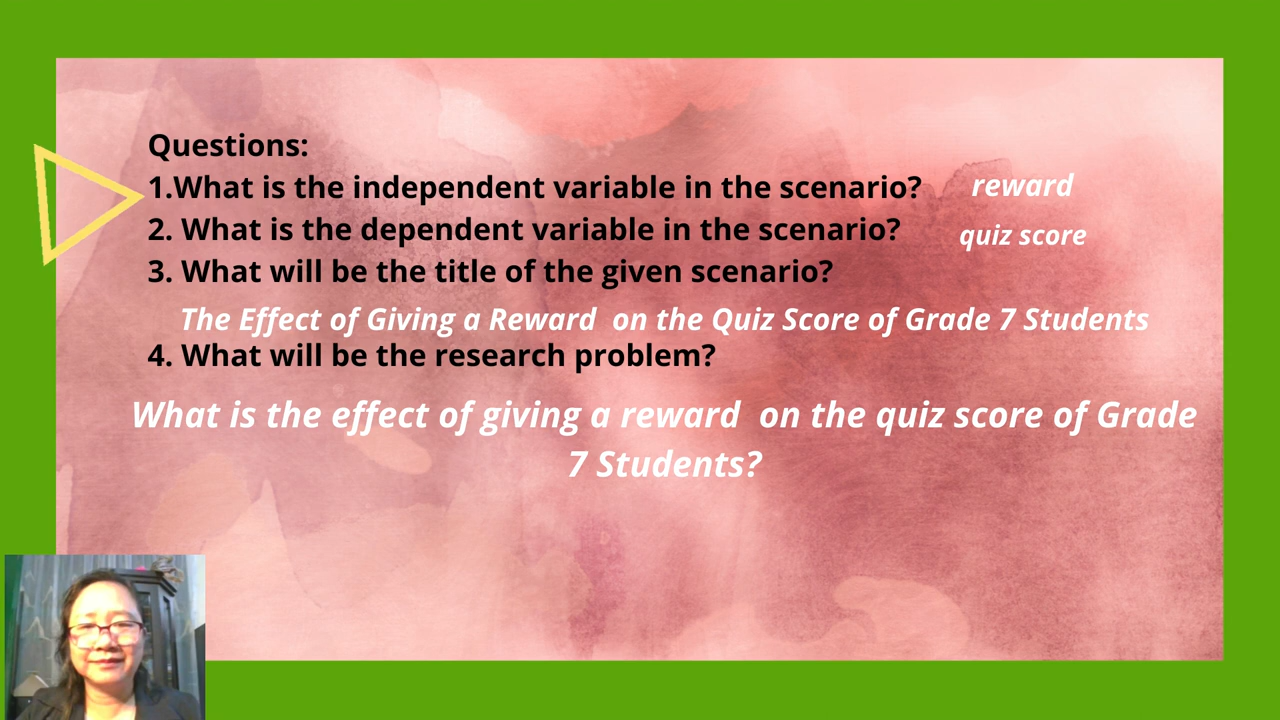 Questions:
1.What is the independent variable in the scenario? reward
2. What is the dependent variable in the scenario? quiz score
3. What will be the title of the given scenario?
The Effect of Giving a Reward on the Quiz Score of Grade 7 Students
4. What will be the research problem?
What is the effect of giving a reward on the quiz score of Grade
7 Students?